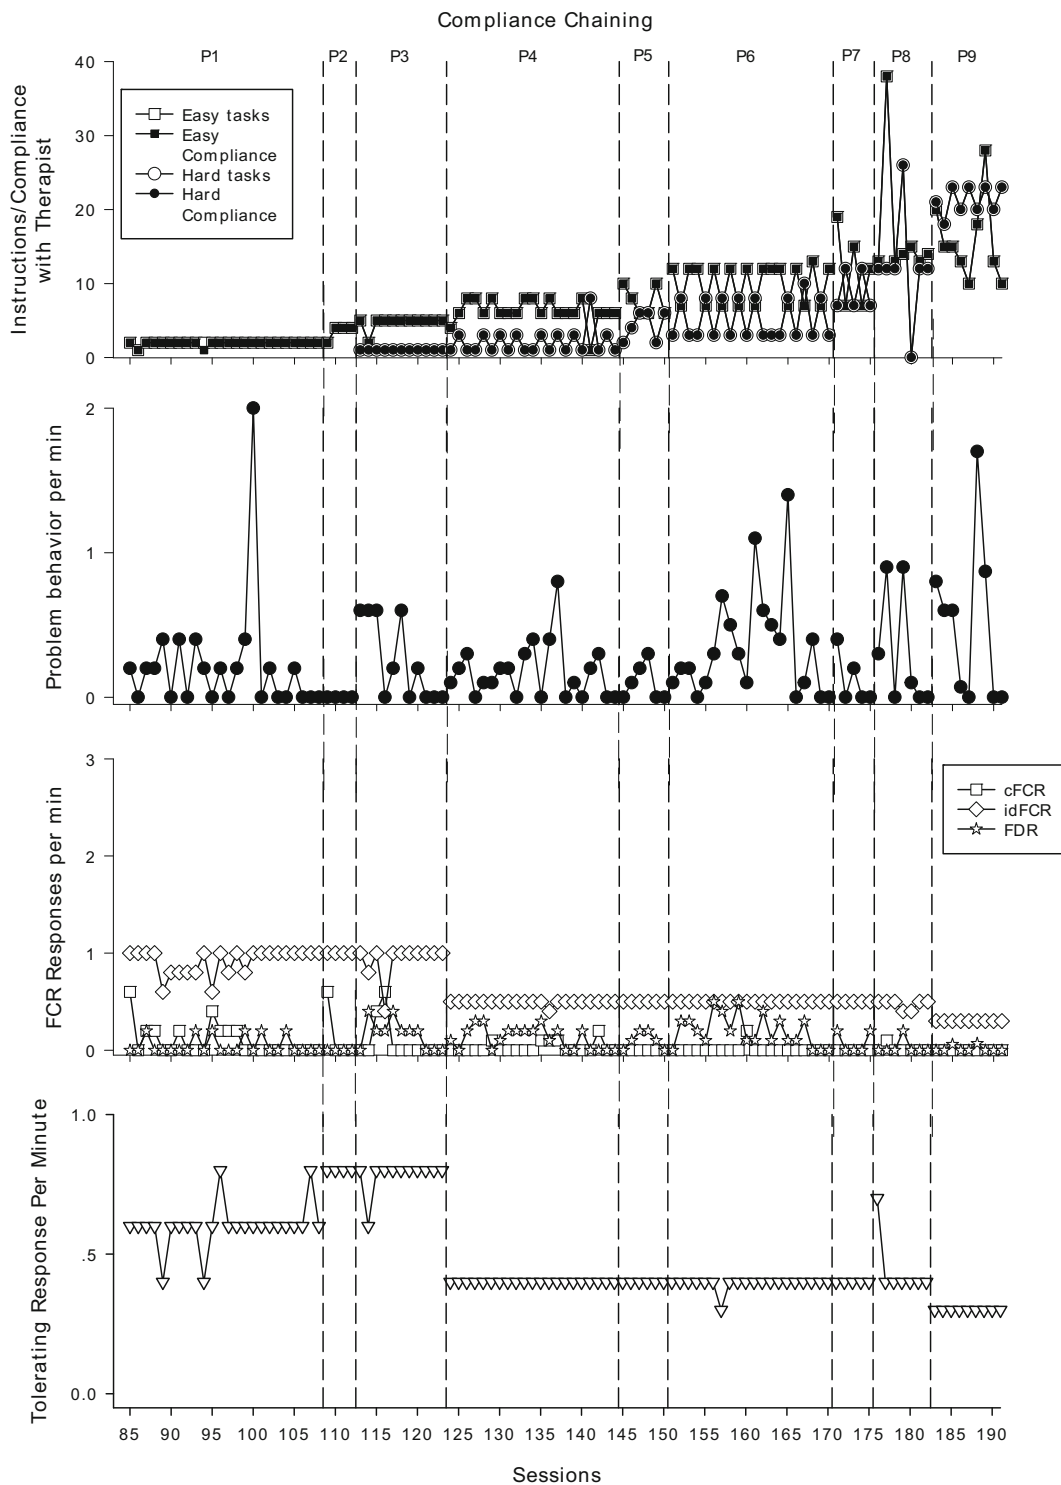 Compliance Chaining
P1 P2 P3 P4 P5 P6 P7 P8 P9
Instructions/Compliance
with Therapist
40
30
20
10
0
Easy tasks
Easy
Compliance
Hard tasks
Hard
Compliance
Problem behavior per min
2
1
0
FCR Responses per min
3
2
1
0
cFCR
idFCR
FDR
Tolerating Response Per Minute
1.0
.5
0.0
85 90 95 100 105 110 115 120 125 130 135 140 145 150 155 160 165 170 175 180 185 190
Sessions